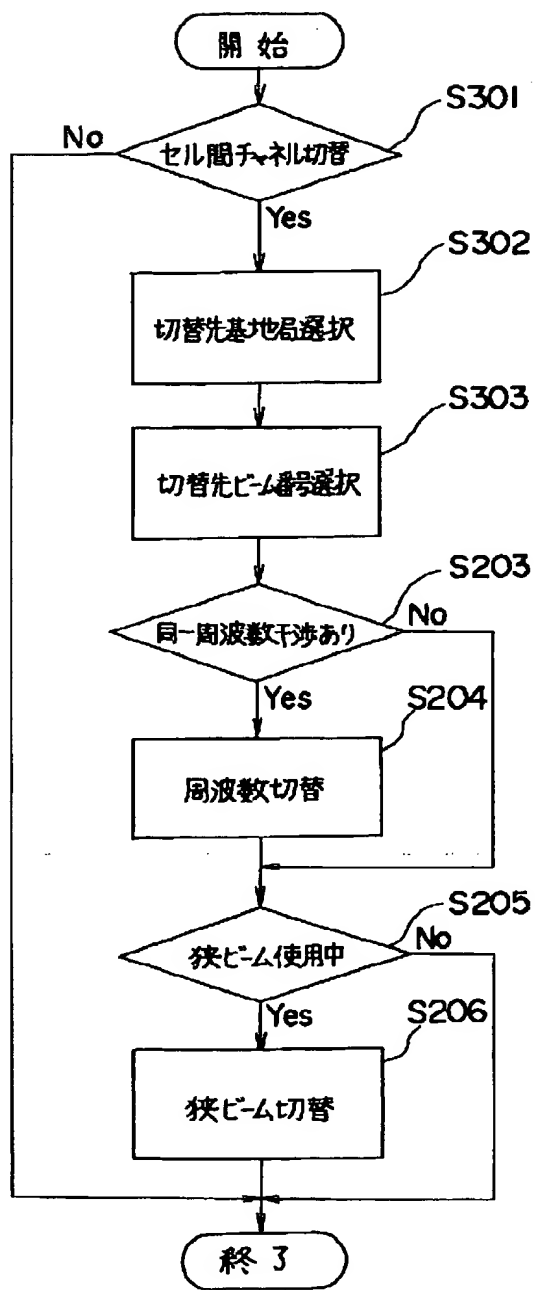 開始
S301
No
セル間チャネル切替
Yes
S302
切替先基地局選択
S303
切替先ビーム番号選択
S203
No
同一周波数干渉あり
Yes
S204
周波数切替
S205
No
狭ビーム使用中
Yes
S206
狭ビーム切替
終了